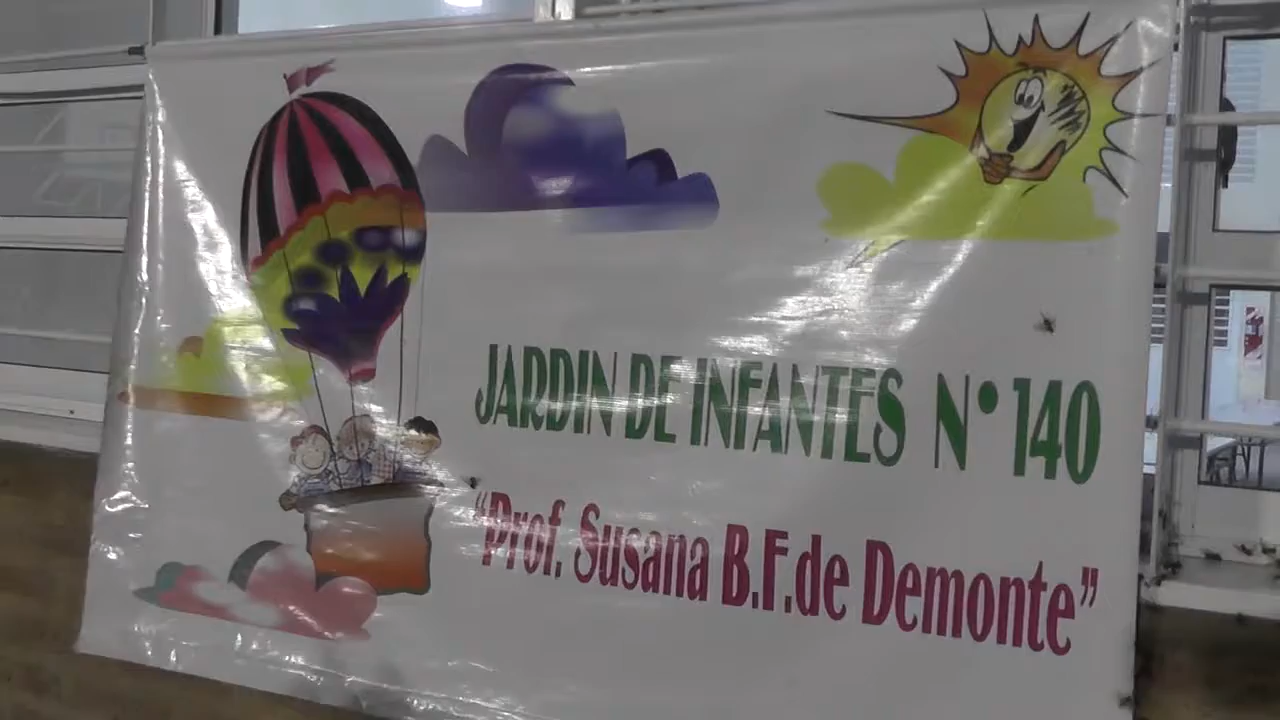 JARDIN DE INFANTES N° 140
“Prof. Susana B.F.de Demonte”